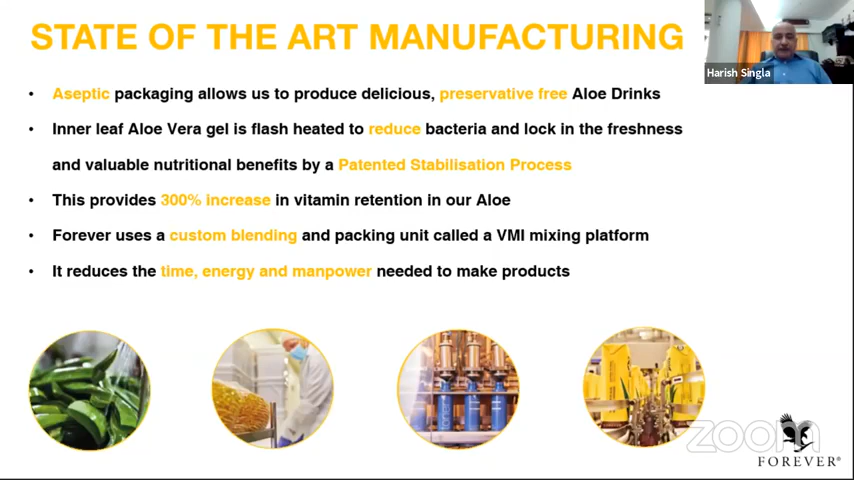 STATE OF THE ART MANUFACTURING
Harish Singla
• Aseptic packaging allows us to produce delicious, preservative free Aloe Drinks
• Inner leaf Aloe Vera gel is flash heated to reduce bacteria and lock in the freshness
and valuable nutritional benefits by a Patented Stabilisation Process
• This provides 300% increase in vitamin retention in our Aloe
• Forever uses a custom blending and packing unit called a VMI mixing platform
• It reduces the time, energy and manpower needed to make products
zoom
FOREVER®